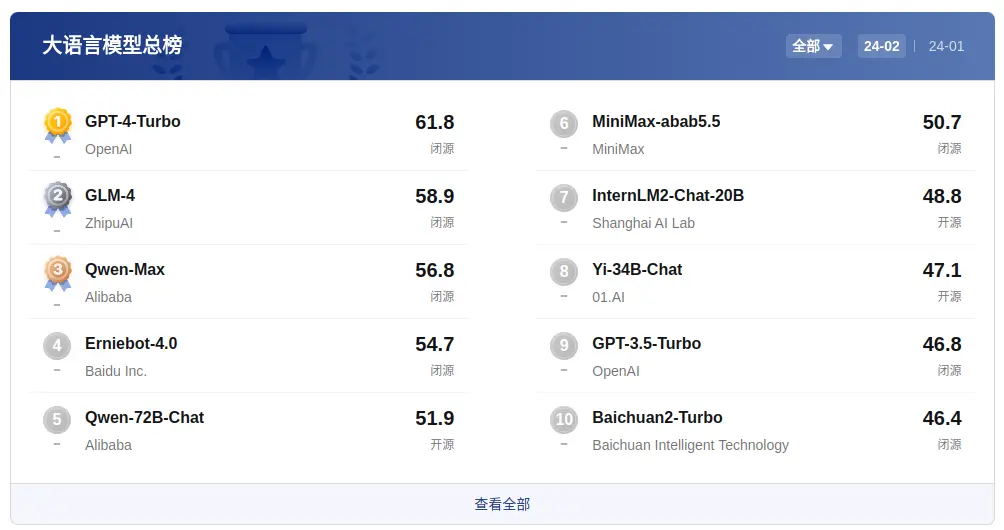 大语言模型总榜
全部 24-02 24-01
1 GPT-4-Turbo 61.8
– OpenAI 闭源
2 GLM-4 58.9
– ZhipuAI 闭源
3 Qwen-Max 56.8
– Alibaba 闭源
4 Erniebot-4.0 54.7
– Baidu Inc. 闭源
5 Qwen-72B-Chat 51.9
– Alibaba 开源
6 MiniMax-abab5.5 50.7
– MiniMax 闭源
7 InternLM2-Chat-20B 48.8
– Shanghai AI Lab 开源
8 Yi-34B-Chat 47.1
– 01.AI 开源
9 GPT-3.5-Turbo 46.8
– OpenAI 闭源
10 Baichuan2-Turbo 46.4
– Baichuan Intelligent Technology 闭源
查看全部